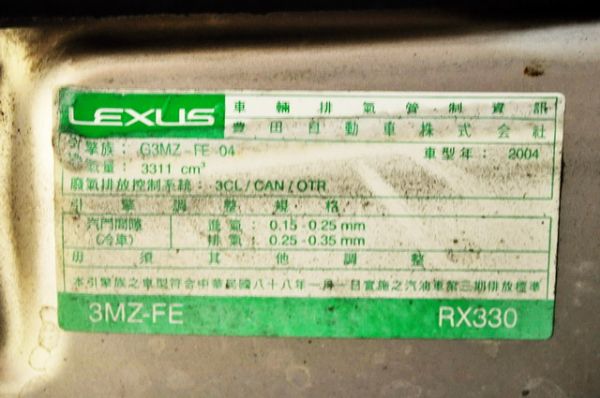 LEXUS 車輛排氣管制資訊
豐田自動車株式会社
引擎族: G3MZ-FE-04 車型年: 2004
排氣量: 3311 cm³
廢氣排放控制系統: 3CL/CAN/OTR
引擎調整規格
汽門間隙 進氣: 0.15-0.25 mm
(冷車) 排氣: 0.25-0.35 mm
毋須其他調整
本引擎族之車型符合中華民國八十八年一月一日實施之汽油車第三期排放標準
3MZ-FE RX330